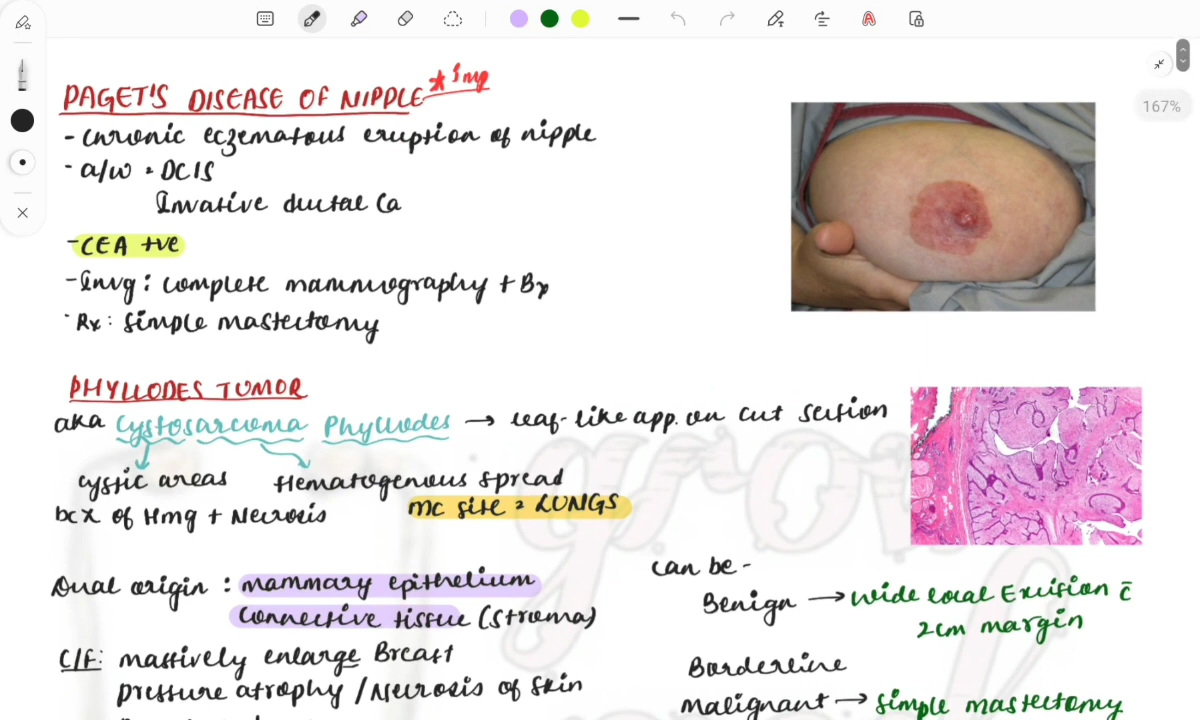 PAGET'S DISEASE OF NIPPLE * Imp
167%
- Chronic eczematous eruption of nipple
- a/w = DCIS
Invative ductal Ca
- CEA +ve
- Invg : complete mammography + Bx
Rx : Simple mastectomy
PHYLLODES TUMOR
aka Cystosarcoma Phyllodes → leaf-like app. on cut section
cystic areas Hematogenous spread
bcz of Hmg + Necrosis mc site = LUNGS
Dual origin : mammary epithelium
connective tissue (stroma)
can be -
Benign → wide local Excision c̄
2cm margin
C/F: massively enlarge Breast
pressure atrophy / Necrosis of skin
Borderline
Malignant → simple mastectomy
grow